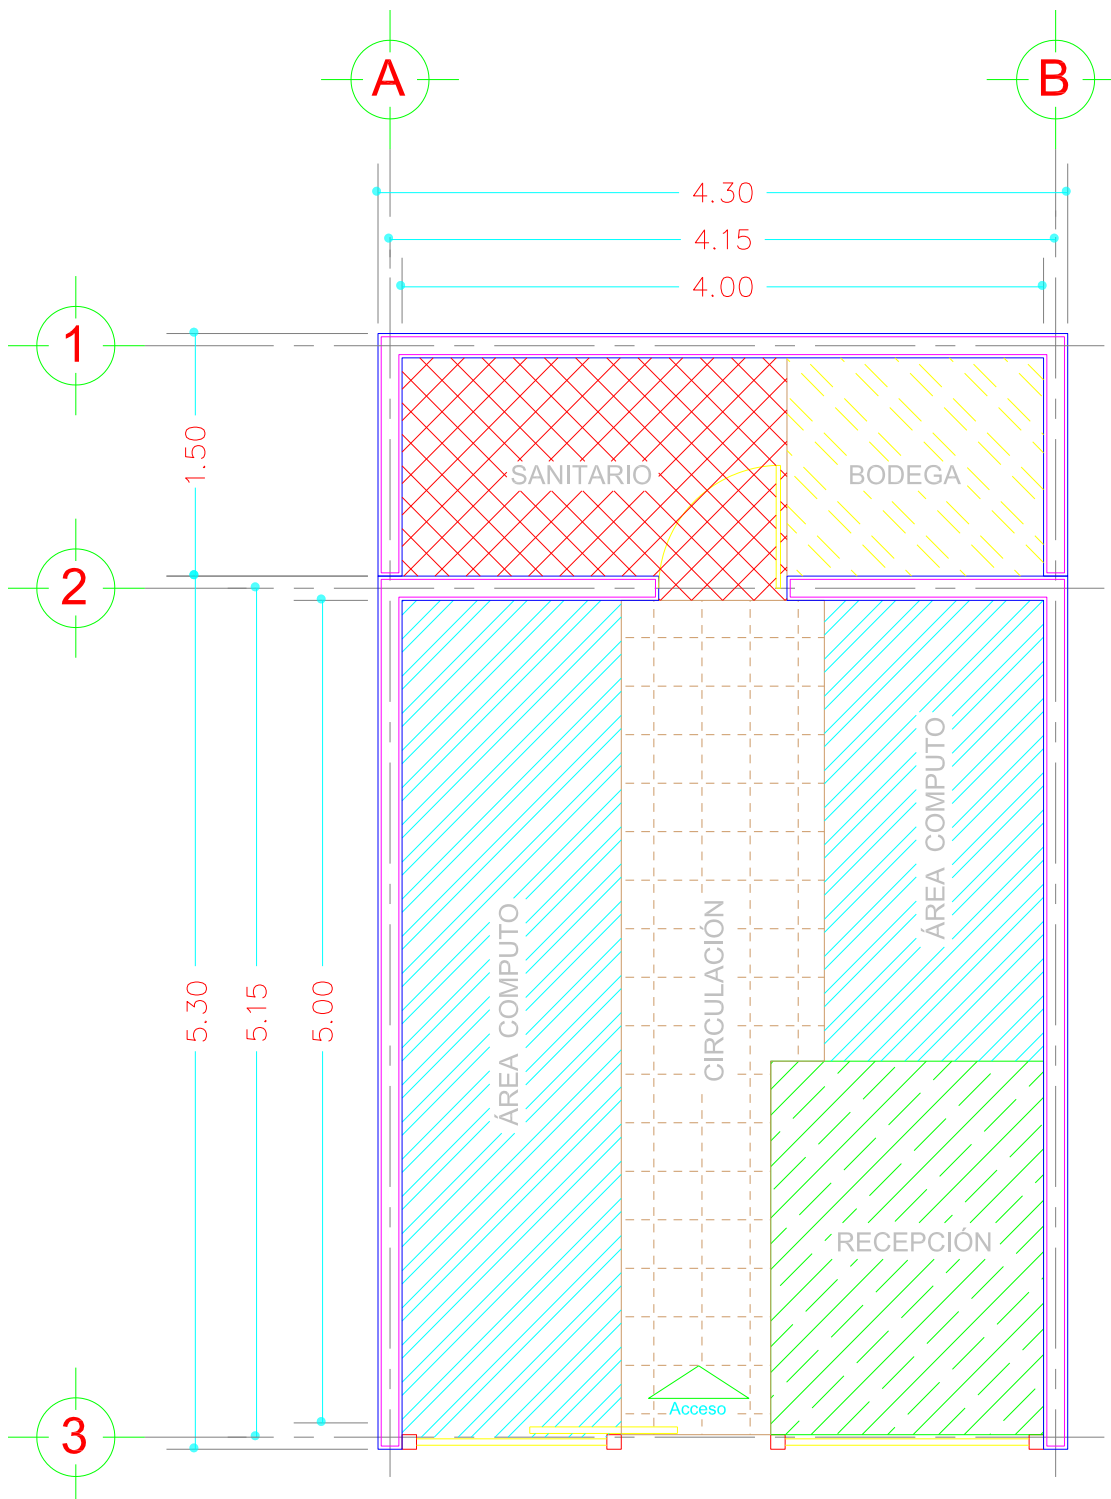 A
B
4.30
4.15
4.00
1
1.50
SANITARIO
BODEGA
2
ÁREA COMPUTO
ÁREA COMPUTO
CIRCULACIÓN
5.30
5.15
5.00
RECEPCIÓN
Acceso
3